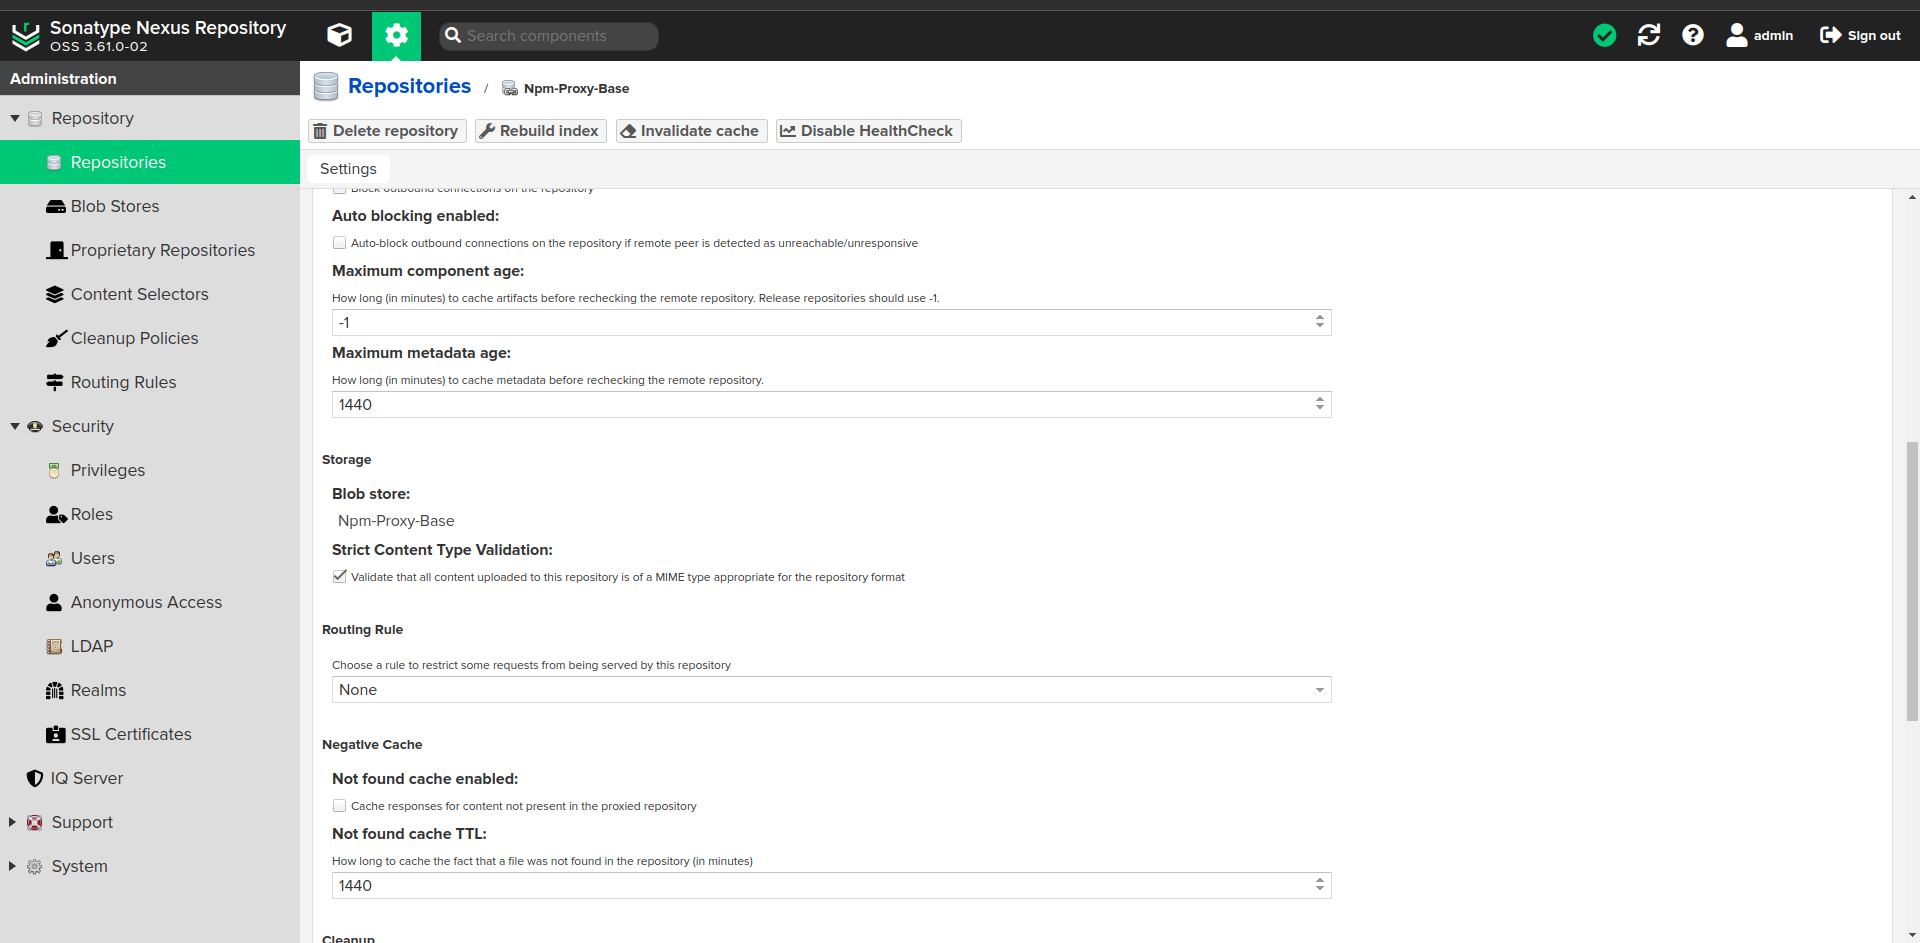 Sonatype Nexus Repository
OSS 3.61.0-02
Search components
admin
Sign out
Administration
Repository
Repositories
Blob Stores
Proprietary Repositories
Content Selectors
Cleanup Policies
Routing Rules
Security
Privileges
Roles
Users
Anonymous Access
LDAP
Realms
SSL Certificates
IQ Server
Support
System
Repositories / Npm-Proxy-Base
Delete repository
Rebuild index
Invalidate cache
Disable HealthCheck
Settings
Block outbound connections on the repository
Auto blocking enabled:
Auto-block outbound connections on the repository if remote peer is detected as unreachable/unresponsive
Maximum component age:
How long (in minutes) to cache artifacts before rechecking the remote repository. Release repositories should use -1.
-1
Maximum metadata age:
How long (in minutes) to cache metadata before rechecking the remote repository.
1440
Storage
Blob store:
Npm-Proxy-Base
Strict Content Type Validation:
Validate that all content uploaded to this repository is of a MIME type appropriate for the repository format
Routing Rule
Choose a rule to restrict some requests from being served by this repository
None
Negative Cache
Not found cache enabled:
Cache responses for content not present in the proxied repository
Not found cache TTL:
How long to cache the fact that a file was not found in the repository (in minutes)
1440
Cleanup